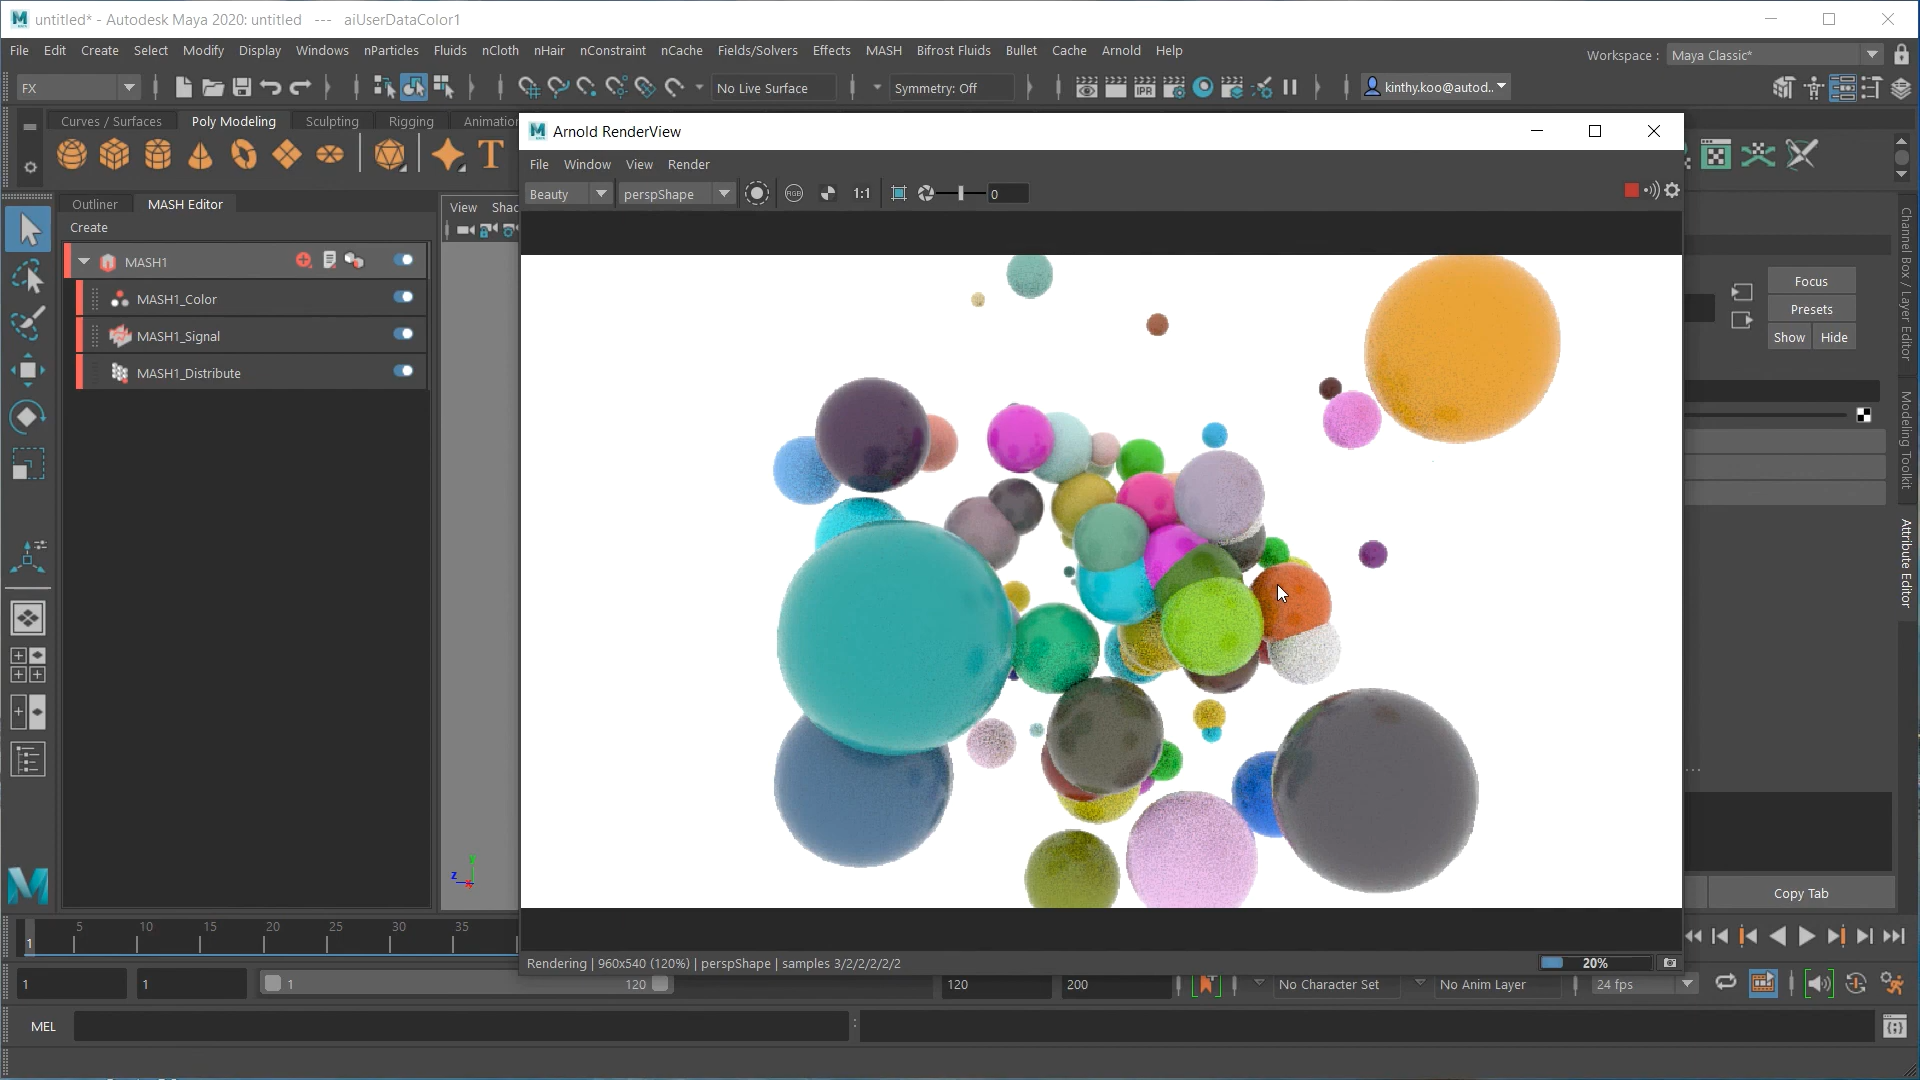 untitled* - Autodesk Maya 2020: untitled --- aiUserDataColor1
File Edit Create Select Modify Display Windows nParticles Fluids nCloth nHair nConstraint nCache Fields/Solvers Effects MASH Bifrost Fluids Bullet Cache Arnold Help
Workspace : Maya Classic*
FX No Live Surface Symmetry: Off kinthy.koo@autod..
IPR
Curves / Surfaces Poly Modeling Sculpting Rigging Animation
Arnold RenderView
File Window View Render
Beauty perspShape RGB 1:1 0
Outliner MASH Editor
View Shac
Create
MASH1
MASH1_Color
MASH1_Signal
MASH1_Distribute
Focus
Presets
Show Hide
Channel Box / Layer Editor
Modeling Toolkit
Attribute Editor
y
z
x
Copy Tab
1 5 10 15 20 25 30 35
Rendering | 960x540 (120%) | perspShape | samples 3/2/2/2/2/2
20%
1 1 1 120 120 200 No Character Set No Anim Layer 24 fps
MEL :